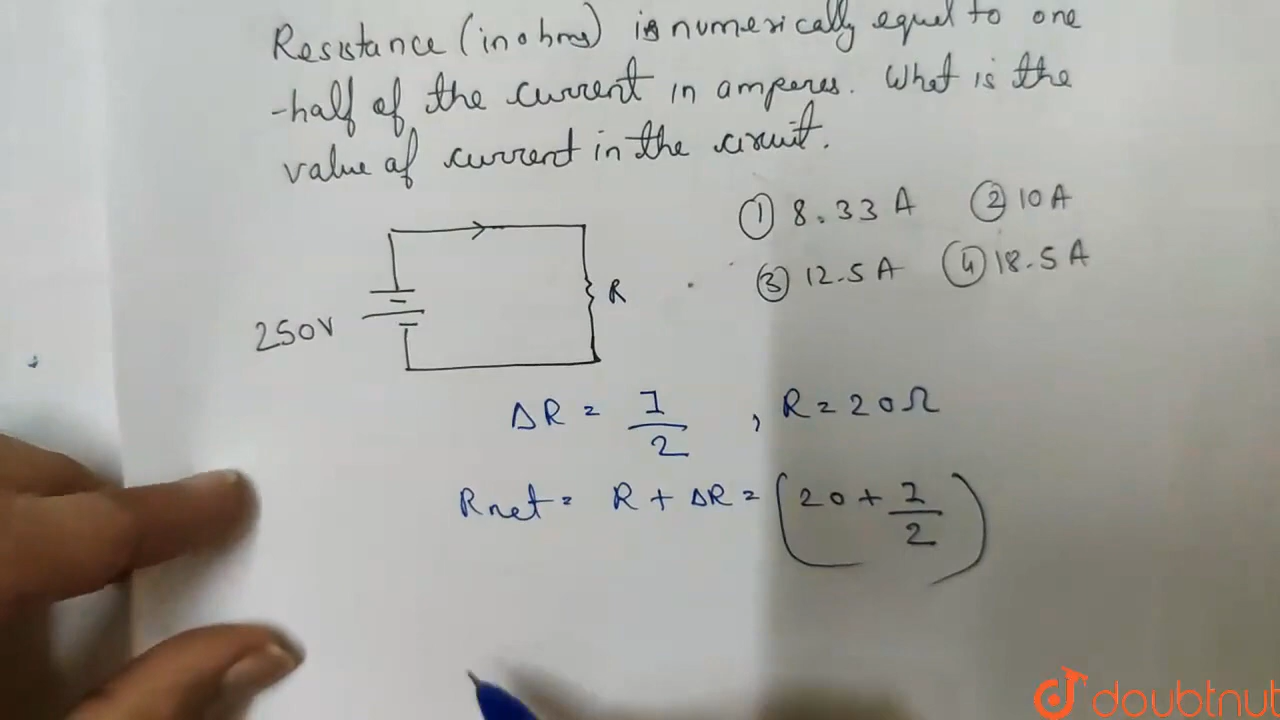 Resistance (in ohms) is numerically equal to one
-half of the current in amperes. What is the
value of current in the circuit.
① 8.33 A ② 10 A
③ 12.5 A ④ 18.5 A
R
250V
ΔR = I/2 , R = 20Ω
Rnet = R + ΔR = (20 + I/2)
doubtnut